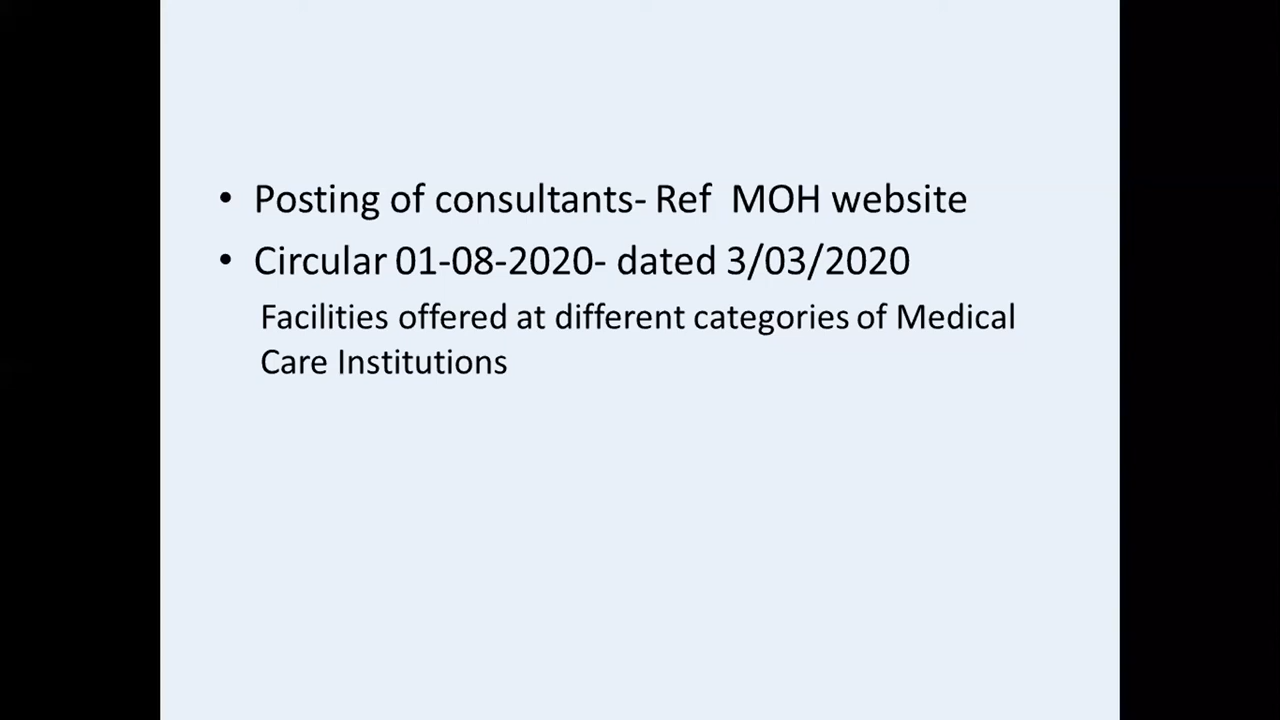 • Posting of consultants- Ref  MOH website
• Circular 01-08-2020- dated 3/03/2020
Facilities offered at different categories of Medical
Care Institutions